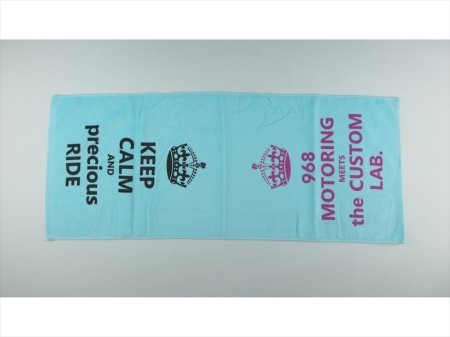 KEEP
CALM
AND
precious
RIDE
968
MOTORING
MEETS
the CUSTOM
LAB.